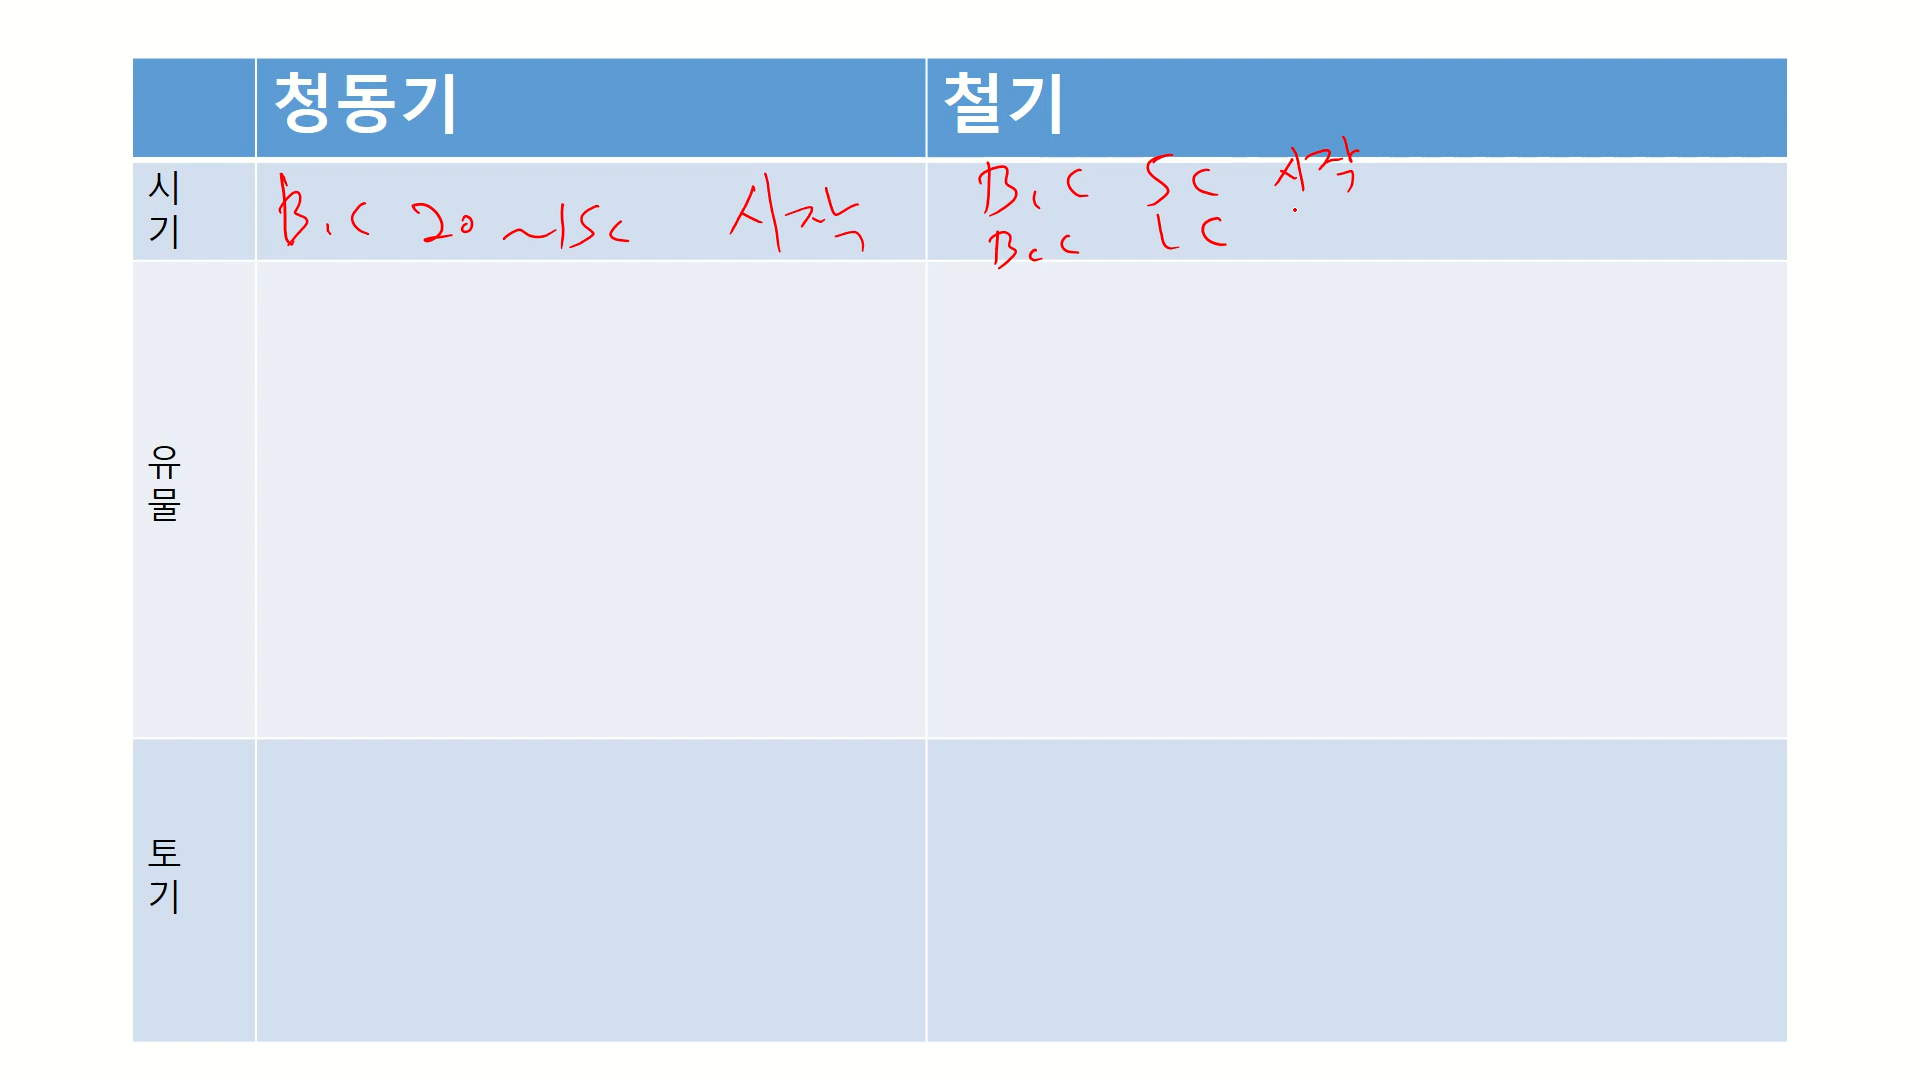 청동기
철기
시
기
B.C 20~15C 시작
B.C 5C 시작
B.C 1C
유
물
토
기